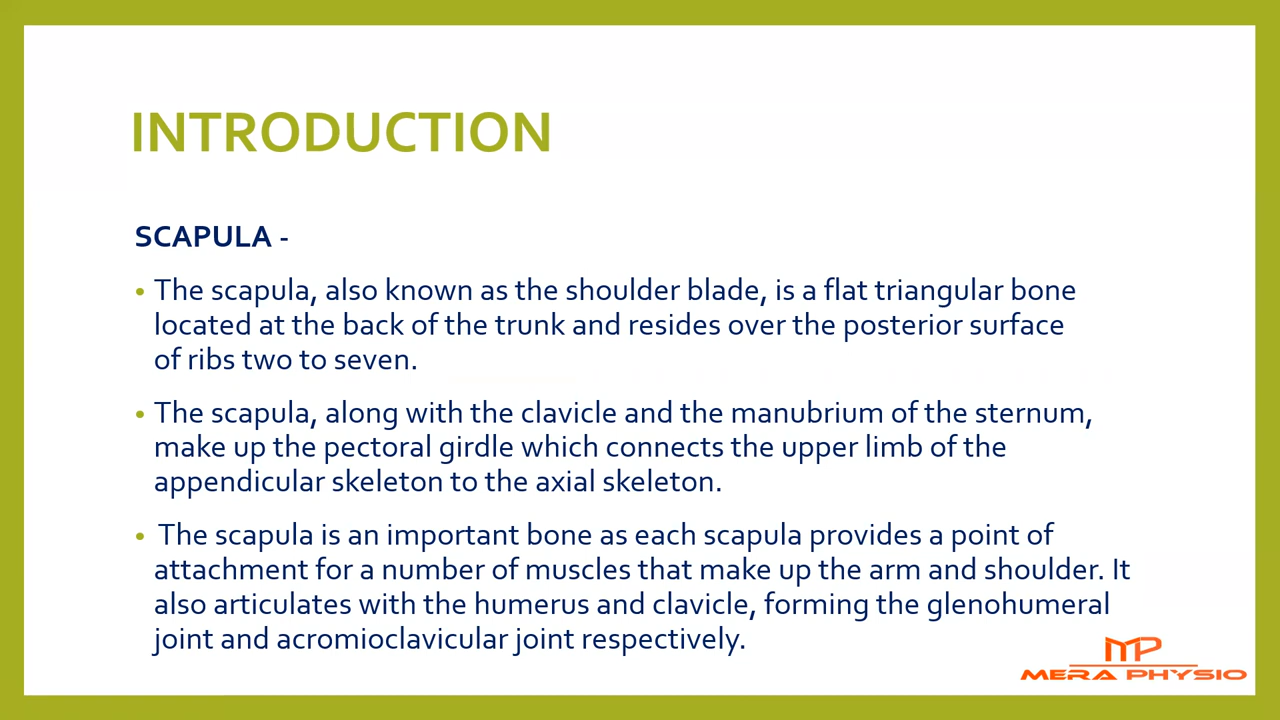 INTRODUCTION
SCAPULA -
• The scapula, also known as the shoulder blade, is a flat triangular bone
located at the back of the trunk and resides over the posterior surface
of ribs two to seven.
• The scapula, along with the clavicle and the manubrium of the sternum,
make up the pectoral girdle which connects the upper limb of the
appendicular skeleton to the axial skeleton.
• The scapula is an important bone as each scapula provides a point of
attachment for a number of muscles that make up the arm and shoulder. It
also articulates with the humerus and clavicle, forming the glenohumeral
joint and acromioclavicular joint respectively.
MP
MERA PHYSIO